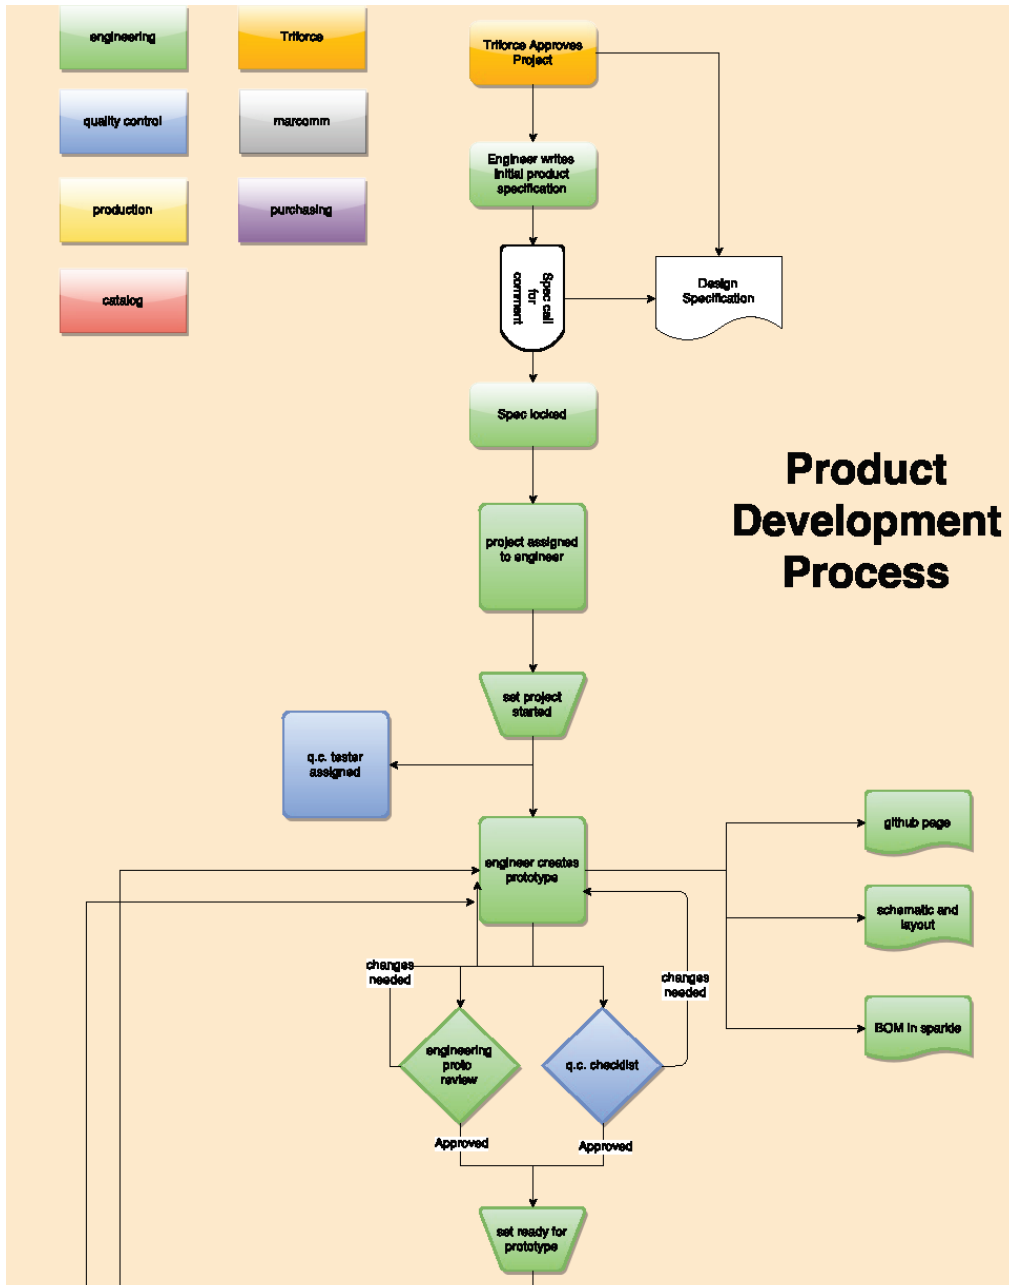 engineering
Triforce
quality control
marcomm
production
purchasing
catalog
Triforce Approves
Project
Engineer writes
initial product
specification
Spec call
for
comment
Design
Specification
Spec locked
Product
Development
Process
project assigned
to engineer
set project
started
q.c. tester
assigned
engineer creates
prototype
github page
schematic and
layout
BOM in sparkle
changes
needed
changes
needed
engineering
proto
review
q.c. checklist
Approved
Approved
set ready for
prototype